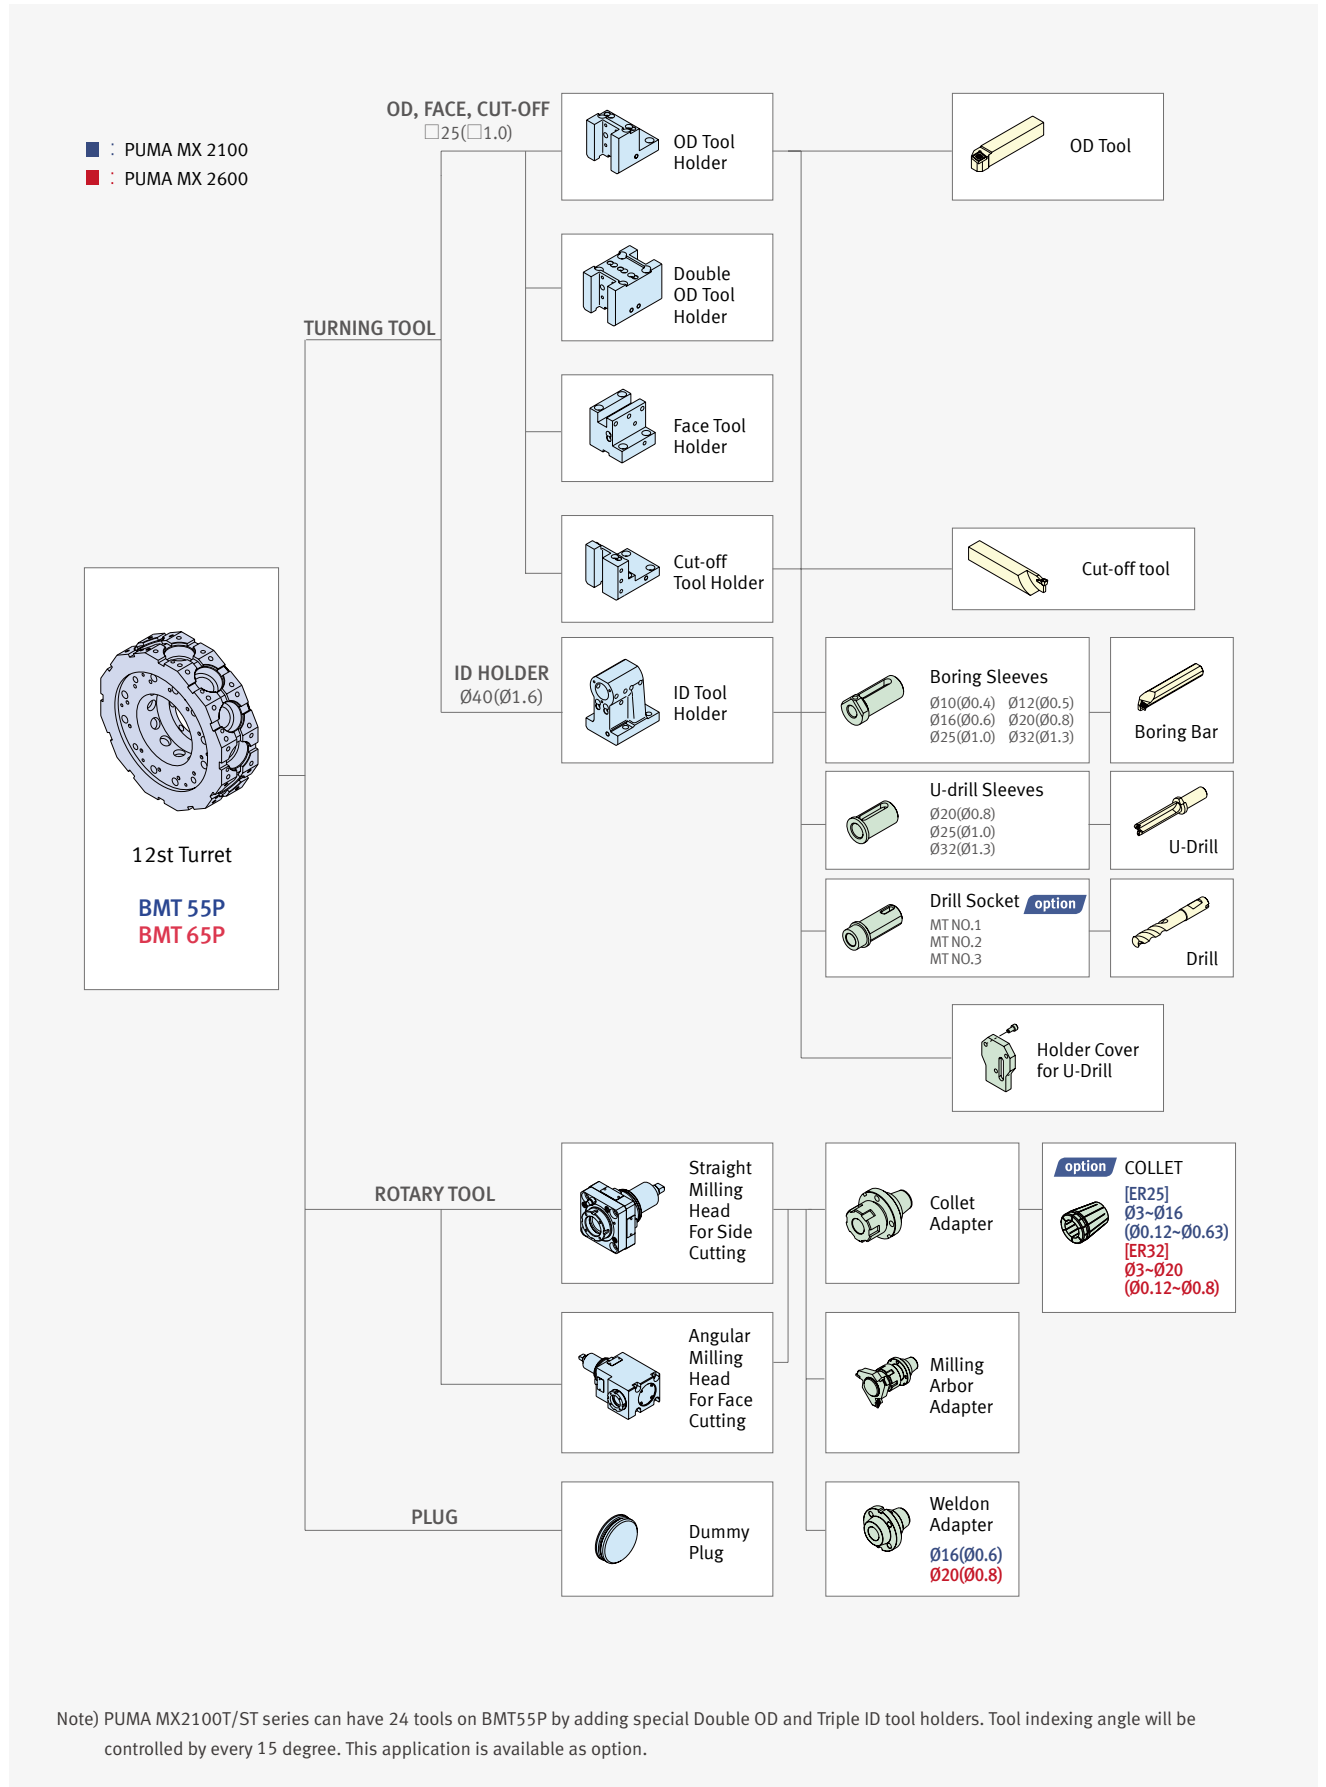 : PUMA MX 2100
: PUMA MX 2600
OD, FACE, CUT-OFF
□25(□1.0)
OD Tool
Holder
OD Tool
Double
OD Tool
Holder
TURNING TOOL
Face Tool
Holder
Cut-off
Tool Holder
Cut-off tool
ID HOLDER
Ø40(Ø1.6)
ID Tool
Holder
Boring Sleeves
Ø10(Ø0.4) Ø12(Ø0.5)
Ø16(Ø0.6) Ø20(Ø0.8)
Ø25(Ø1.0) Ø32(Ø1.3)
Boring Bar
U-drill Sleeves
Ø20(Ø0.8)
Ø25(Ø1.0)
Ø32(Ø1.3)
U-Drill
12st Turret
BMT 55P
BMT 65P
Drill Socket option
MT NO.1
MT NO.2
MT NO.3
Drill
Holder Cover
for U-Drill
ROTARY TOOL
Straight
Milling
Head
For Side
Cutting
Collet
Adapter
option COLLET
[ER25]
Ø3~Ø16
(Ø0.12~Ø0.63)
[ER32]
Ø3~Ø20
(Ø0.12~Ø0.8)
Angular
Milling
Head
For Face
Cutting
Milling
Arbor
Adapter
PLUG
Dummy
Plug
Weldon
Adapter
Ø16(Ø0.6)
Ø20(Ø0.8)
Note) PUMA MX2100T/ST series can have 24 tools on BMT55P by adding special Double OD and Triple ID tool holders. Tool indexing angle will be
controlled by every 15 degree. This application is available as option.